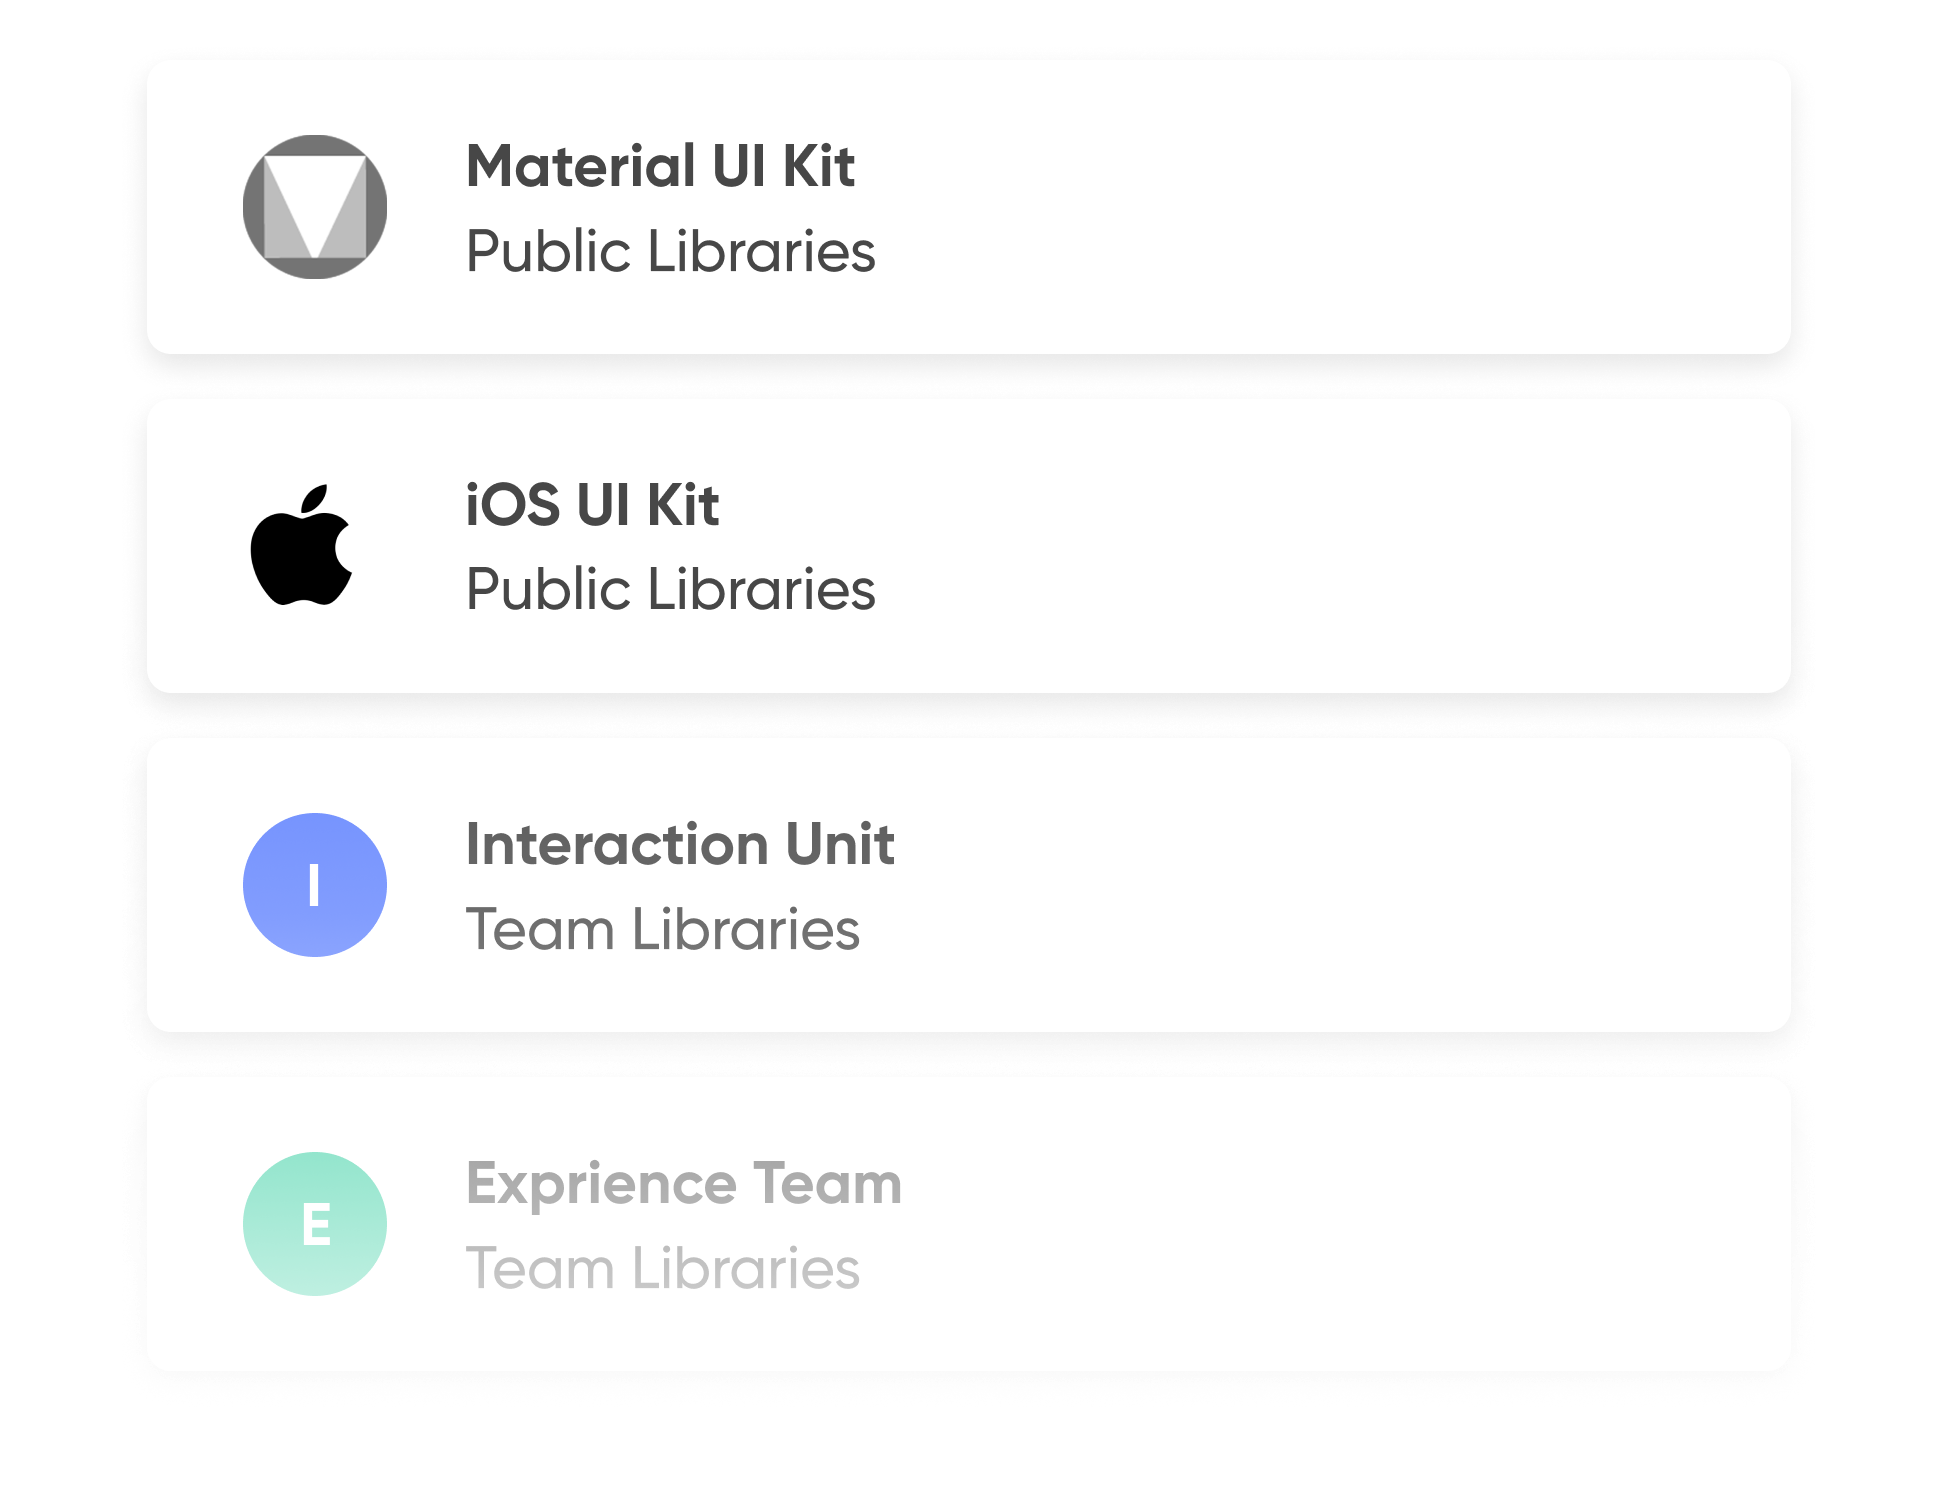 Material UI Kit
Public Libraries
iOS UI Kit
Public Libraries
I
Interaction Unit
Team Libraries
E
Exprience Team
Team Libraries